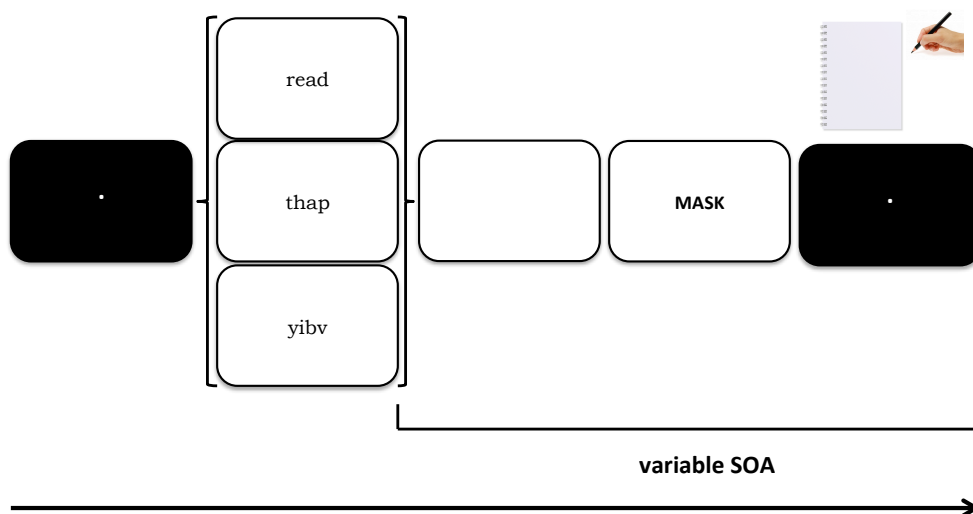 read
thap
yibv
MASK
variable SOA